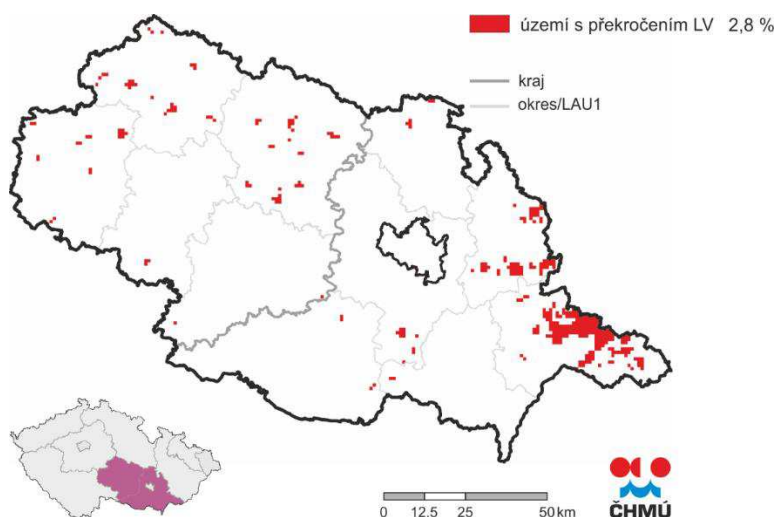 území s překročením LV 2,8 %
kraj
okres/LAU1
0 12.5 25 50 km
ČHMÚ